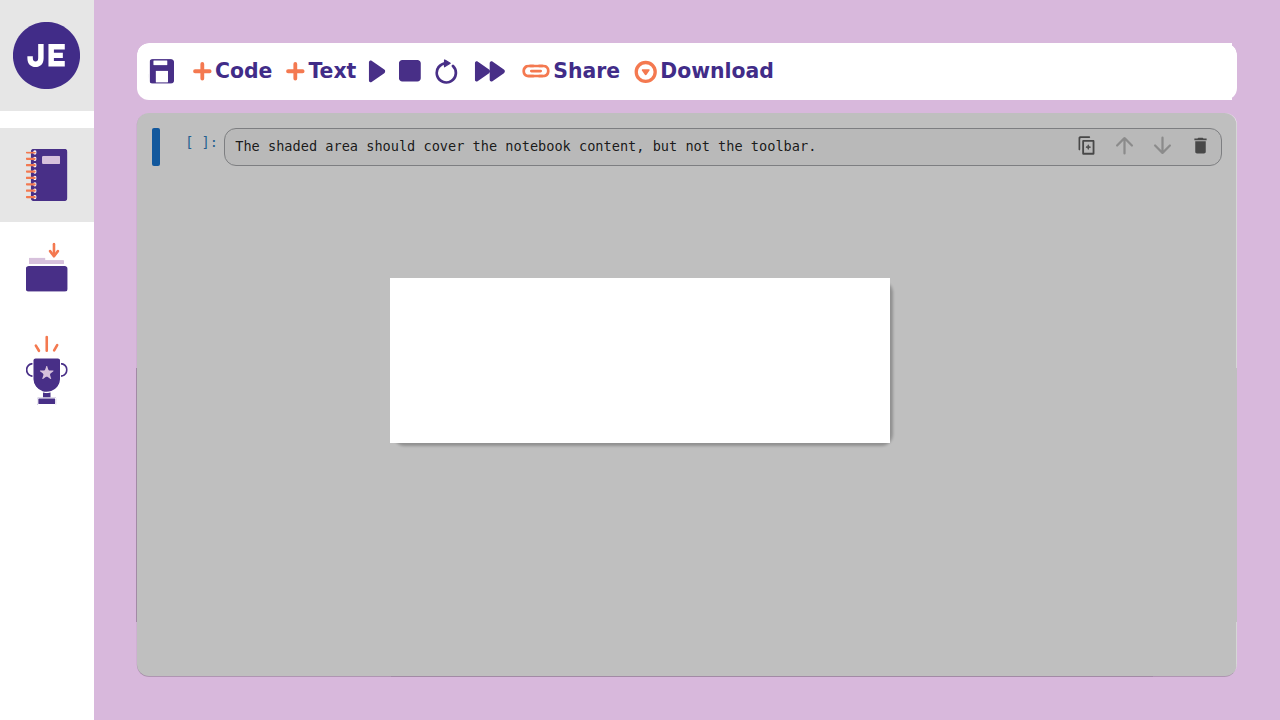 JE
Code Text Share Download
[ ]: The shaded area should cover the notebook content, but not the toolbar.